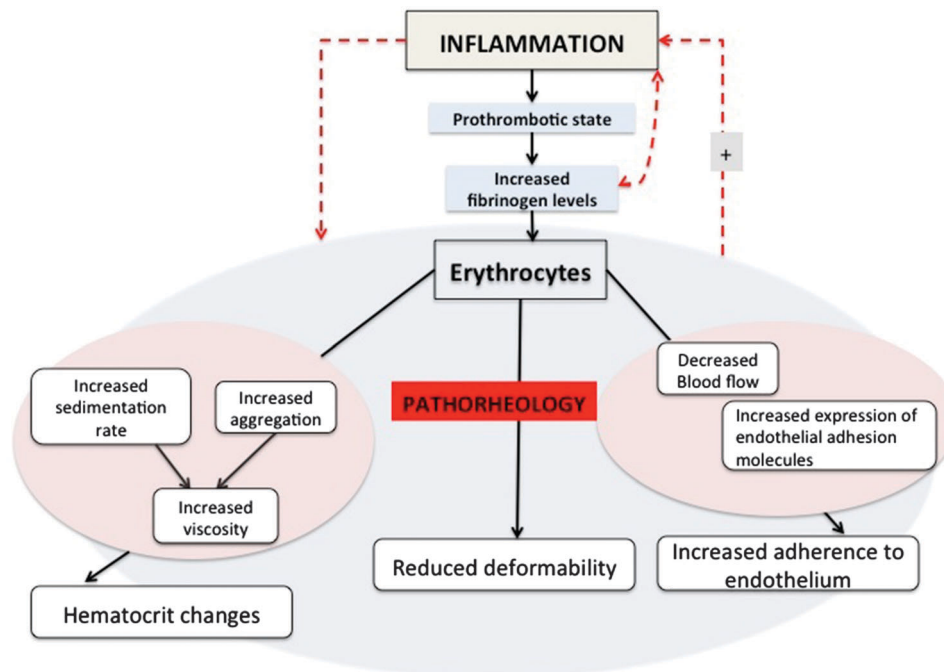 INFLAMMATION
Prothrombotic state
+
Increased
fibrinogen levels
Erythrocytes
Increased
sedimentation
rate
Increased
aggregation
Increased
viscosity
Hematocrit changes
PATHORHEOLOGY
Reduced deformability
Decreased
Blood flow
Increased expression of
endothelial adhesion
molecules
Increased adherence to
endothelium